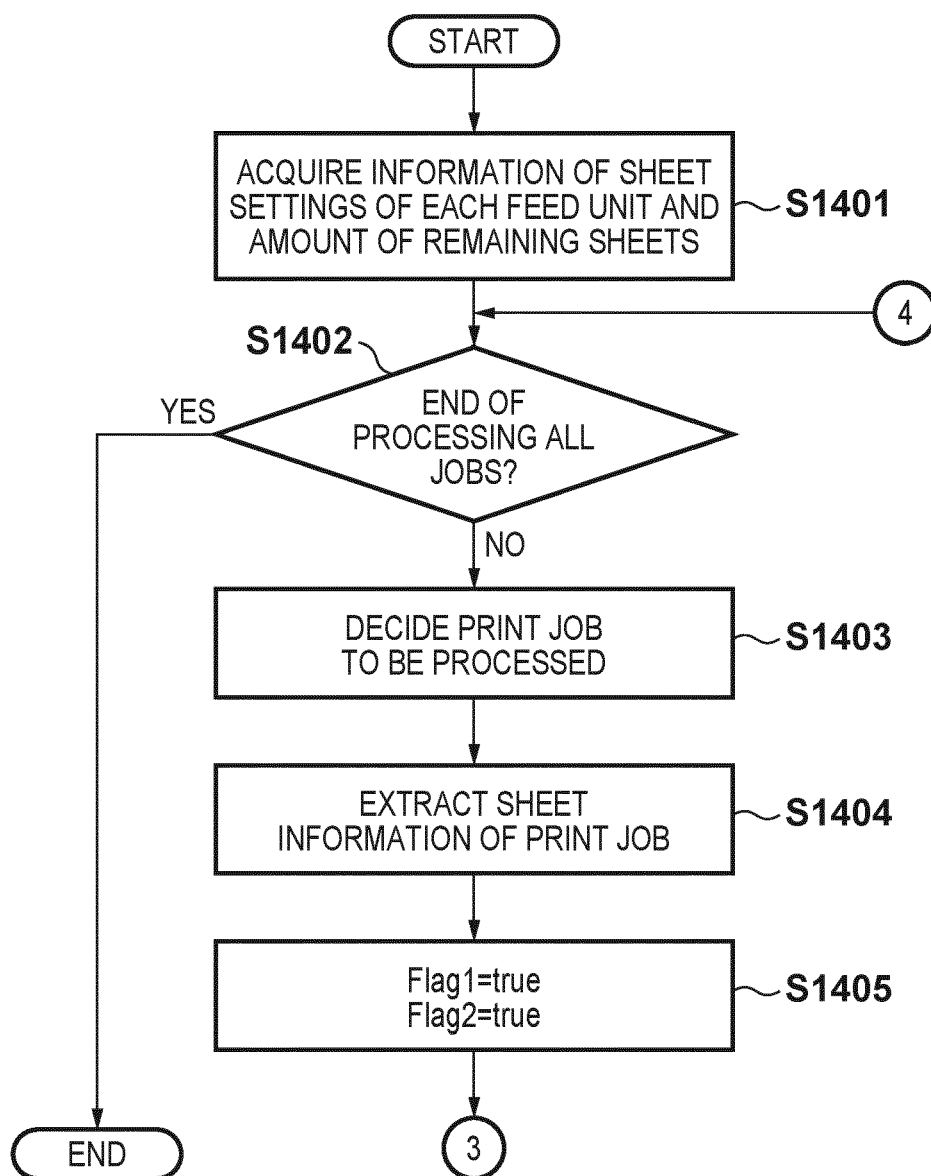 START
ACQUIRE INFORMATION OF SHEET
SETTINGS OF EACH FEED UNIT AND
AMOUNT OF REMAINING SHEETS
S1401
4
S1402
YES
END OF
PROCESSING ALL
JOBS?
NO
DECIDE PRINT JOB
TO BE PROCESSED
S1403
EXTRACT SHEET
INFORMATION OF PRINT JOB
S1404
Flag1=true
Flag2=true
S1405
END
3